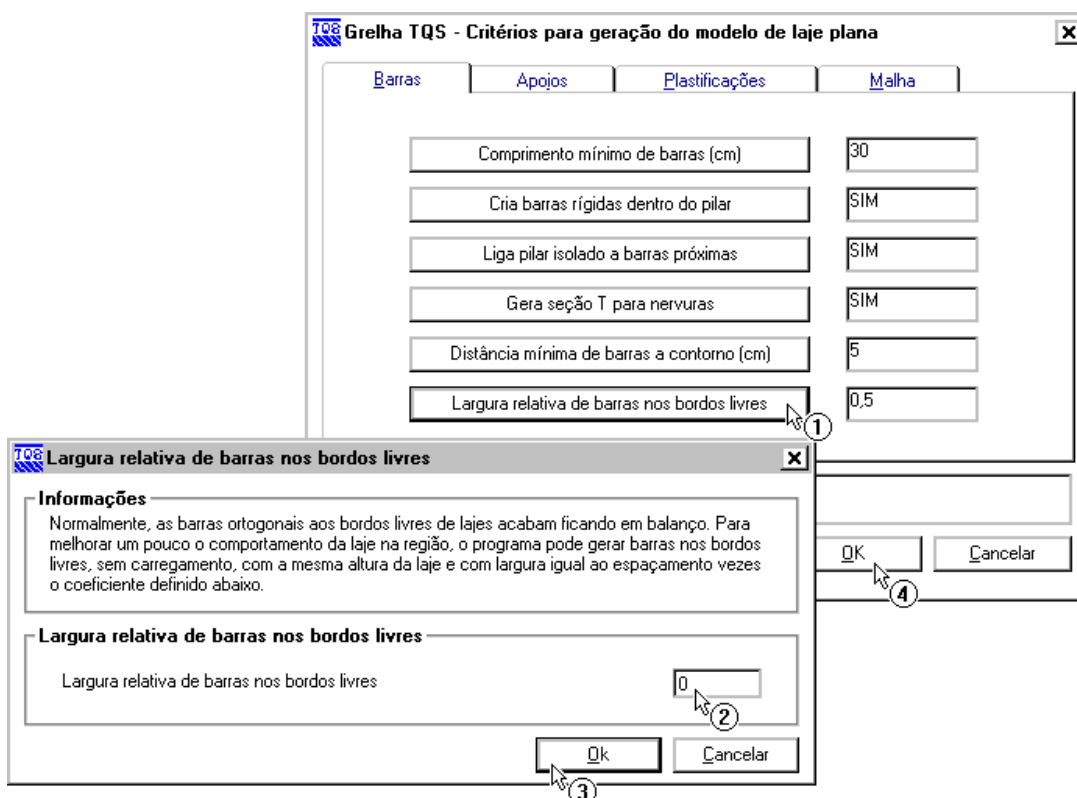 TQS Grelha TQS - Critérios para geração do modelo de laje plana
Barras Apoios Plastificações Malha
Comprimento mínimo de barras (cm) 30
Cria barras rígidas dentro do pilar SIM
Liga pilar isolado a barras próximas SIM
Gera seção T para nervuras SIM
Distância mínima de barras a contorno (cm) 5
Largura relativa de barras nos bordos livres 0,5
1
TQS Largura relativa de barras nos bordos livres
Informações
Normalmente, as barras ortogonais aos bordos livres de lajes acabam ficando em balanço. Para
melhorar um pouco o comportamento da laje na região, o programa pode gerar barras nos bordos
livres, sem carregamento, com a mesma altura da laje e com largura igual ao espaçamento vezes
o coeficiente definido abaixo.
OK Cancelar
4
Largura relativa de barras nos bordos livres
Largura relativa de barras nos bordos livres 0
2
Ok Cancelar
3